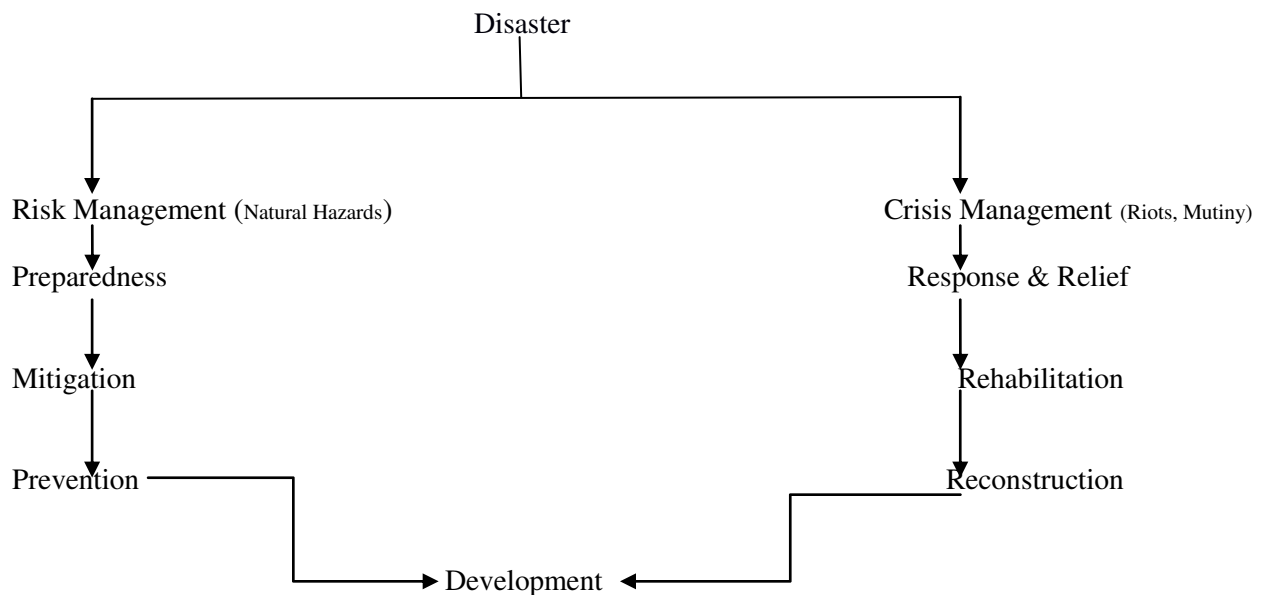 Disaster
Risk Management (Natural Hazards)
Crisis Management (Riots, Mutiny)
Preparedness
Response & Relief
Mitigation
Rehabilitation
Prevention
Reconstruction
Development